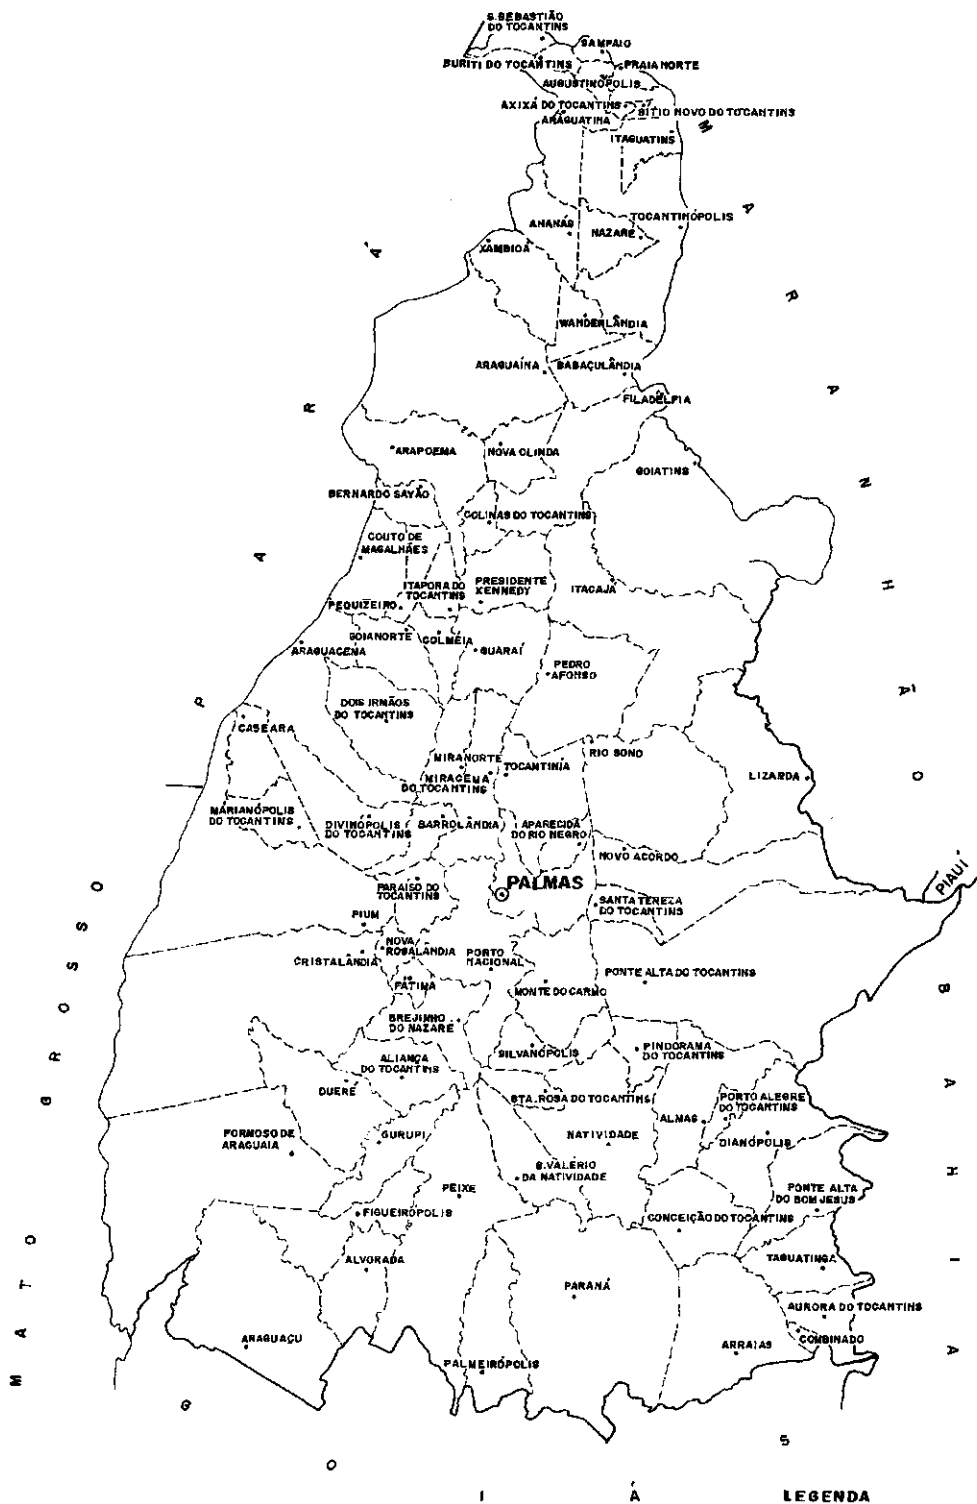 S.SEBASTIÃO
DO TOCANTINS
SAMPAIO
BURITI DO TOCANTINS
PRAIA NORTE
AUGUSTINÓPOLIS
AXIXÁ DO TOCANTINS
SÍTIO NOVO DO TOCANTINS
ARAGUATINA
ITAGUATINS
TOCANTINÓPOLIS
ANANÁS
NAZARE
XAMBIOÁ
WANDERLÂNDIA
ARAGUAÍNA
BABAÇULÂNDIA
FILADÉLFIA
ARAPOEMA
NOVA OLINDA
GOIATINS
BERNARDO SAYÃO
COLINAS DO TOCANTINS
COUTO DE
MAGALHÃES
ITAPORA DO
TOCANTINS
PRESIDENTE
KENNEDY
ITACAJA
PEQUIZEIRO
GOIANORTE
COLMÉIA
GUARAÍ
ARAGUACEMA
PEDRO
AFONSO
DOIS IRMÃOS
DO TOCANTINS
CASEARA
MIRANORTE
RIO SONO
TOCANTINIA
MIRACEMA
DO TOCANTINS
LIZARDA
MARIANÓPOLIS
DO TOCANTINS
DIVINÓPOLIS
DO TOCANTINS
BARROLÂNDIA
APARECIDA
DO RIO NEGRO
NOVO ACORDO
PALMAS
PIAUÍ
PARAISO DO
TOCANTINS
SANTA TEREZA
DO TOCANTINS
PIUM
NOVA
ROSALANDIA
CRISTALÂNDIA
PORTO
NACIONAL
PONTE ALTA DO TOCANTINS
FÁTIMA
MONTE DO CARMO
BREJINHO
DO NAZARÉ
SILVANÓPOLIS
PINDORAMA
DO TOCANTINS
ALIANÇA
DO TOCANTINS
DUERÉ
STA. ROSA DO TOCANTINS
PORTO ALEGRE
DO TOCANTINS
ALMAS
FORMOSO DE
ARAGUAIA
GURUPI
NATIVIDADE
DIANÓPOLIS
S.VALÉRIO
DA NATIVIDADE
PEIXE
PONTE ALTA
DO BOM JESUS
FIGUEIRÓPOLIS
CONCEIÇÃO DO TOCANTINS
ALVORADA
TAGUATINGA
PARANÁ
AURORA DO TOCANTINS
COMBINADO
ARAGUAÇU
ARRAIAS
PALMEIRÓPOLIS
PARÁ
MARANHÃO
BAHIA
MATO GROSSO
GOIÁS
LEGENDA